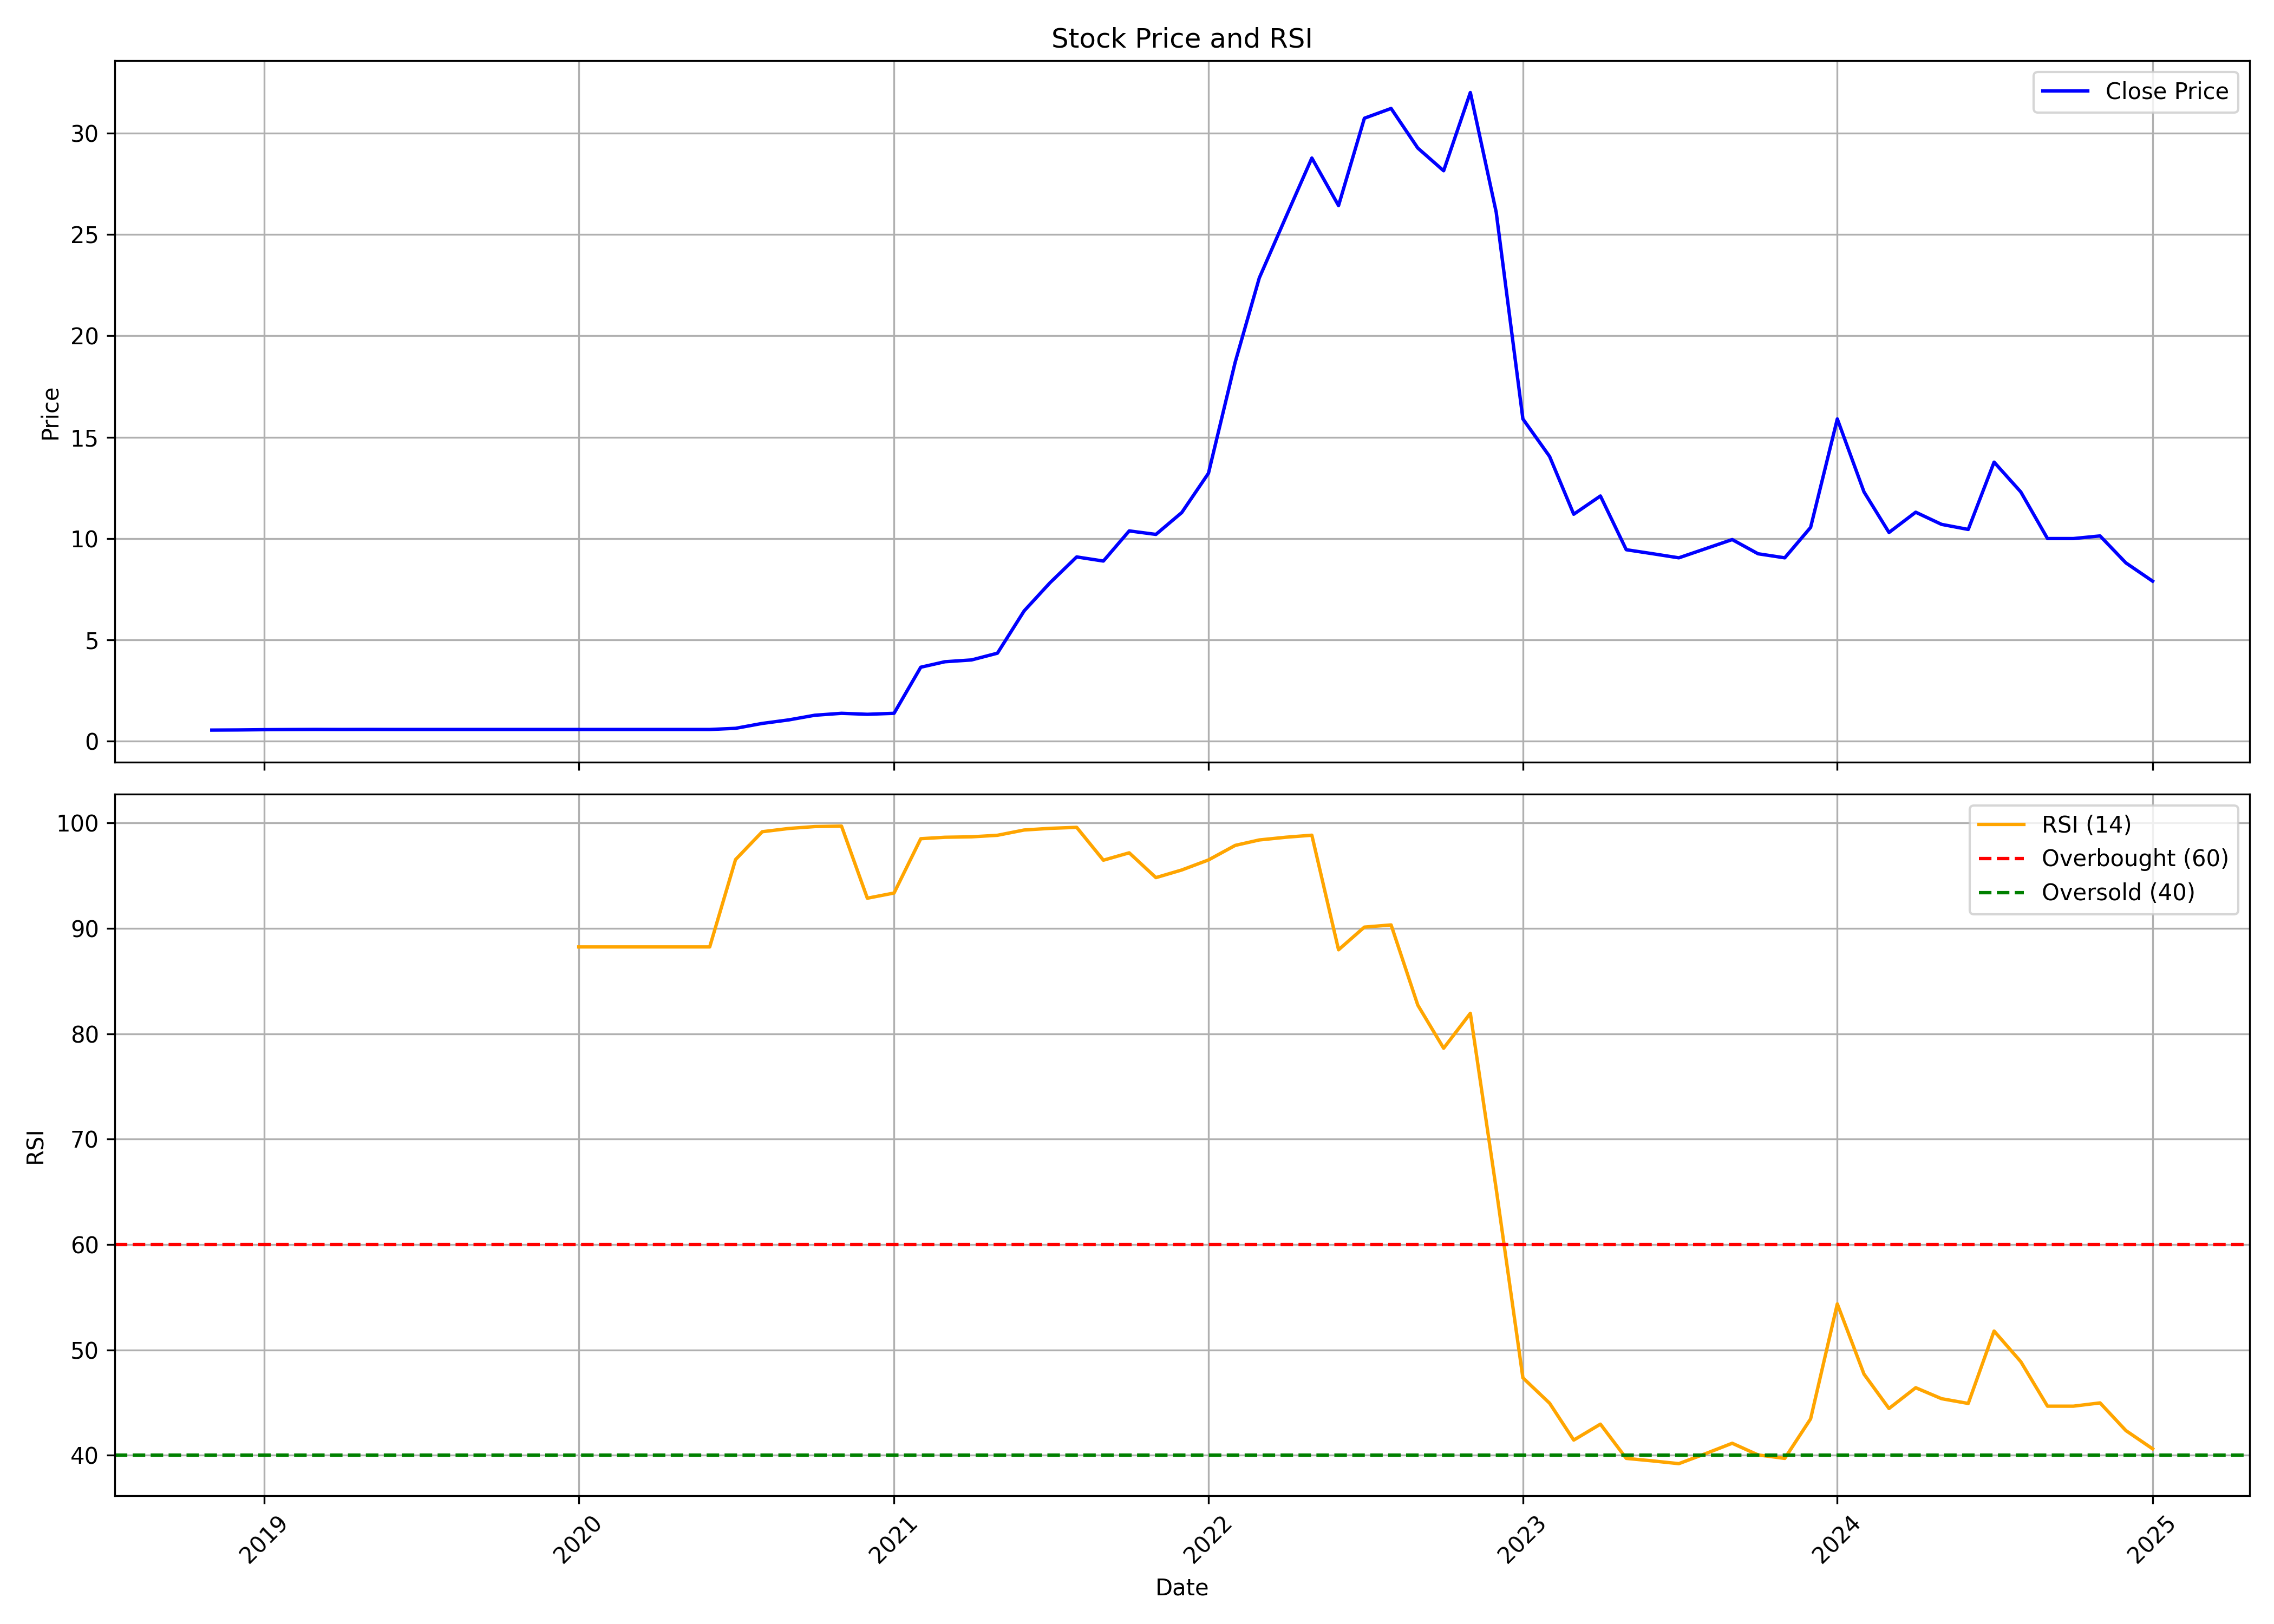 Stock Price and RSI
Close Price
Price
30
25
20
15
10
5
0
RSI (14)
Overbought (60)
Oversold (40)
RSI
100
90
80
70
60
50
40
2019
2020
2021
2022
2023
2024
2025
Date